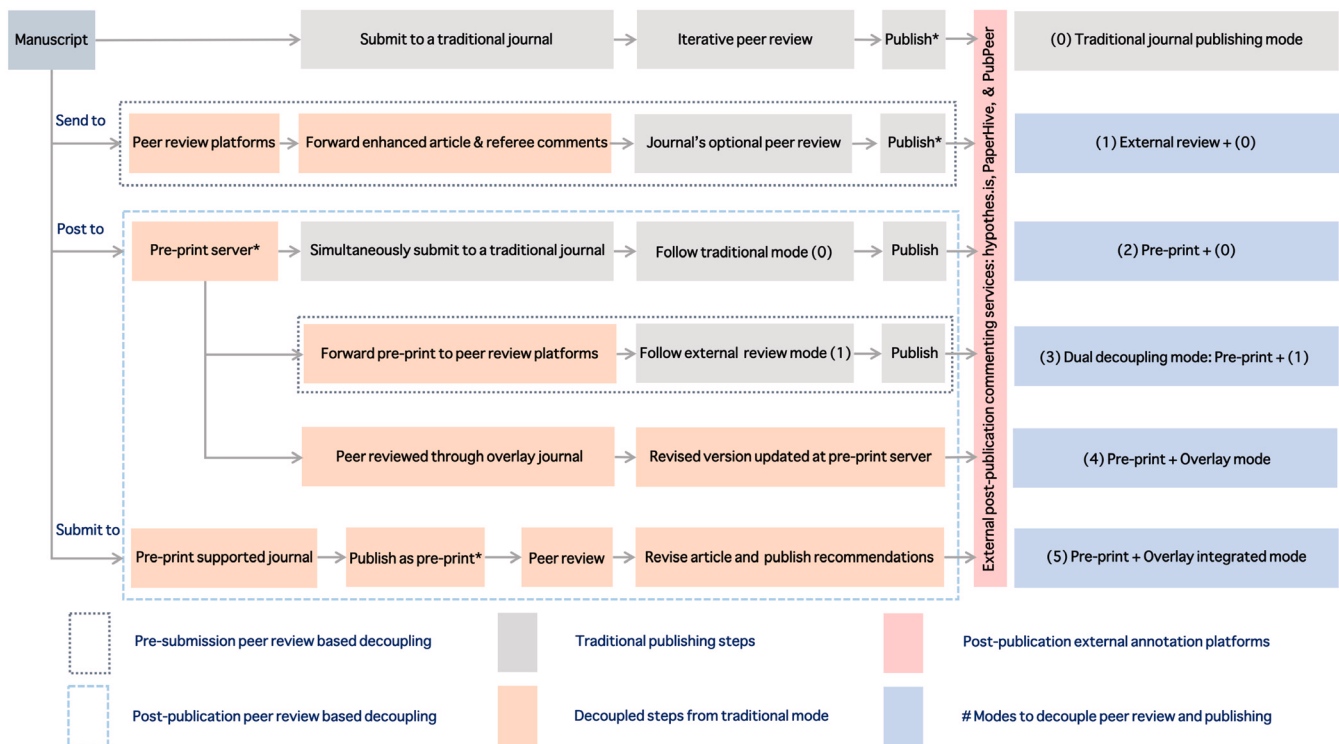 Manuscript
Submit to a traditional journal
Iterative peer review
Publish*
(0) Traditional journal publishing mode
Send to
Peer review platforms
Forward enhanced article & referee comments
Journal's optional peer review
Publish*
(1) External review + (0)
Post to
Pre-print server*
Simultaneously submit to a traditional journal
Follow traditional mode (0)
Publish
(2) Pre-print + (0)
Forward pre-print to peer review platforms
Follow external review mode (1)
Publish
(3) Dual decoupling mode: Pre-print + (1)
Peer reviewed through overlay journal
Revised version updated at pre-print server
(4) Pre-print + Overlay mode
Submit to
Pre-print supported journal
Publish as pre-print*
Peer review
Revise article and publish recommendations
(5) Pre-print + Overlay integrated mode
External post-publication commenting services: hypothes.is, PaperHive, & PubPeer
Pre-submission peer review based decoupling
Traditional publishing steps
Post-publication external annotation platforms
Post-publication peer review based decoupling
Decoupled steps from traditional mode
# Modes to decouple peer review and publishing